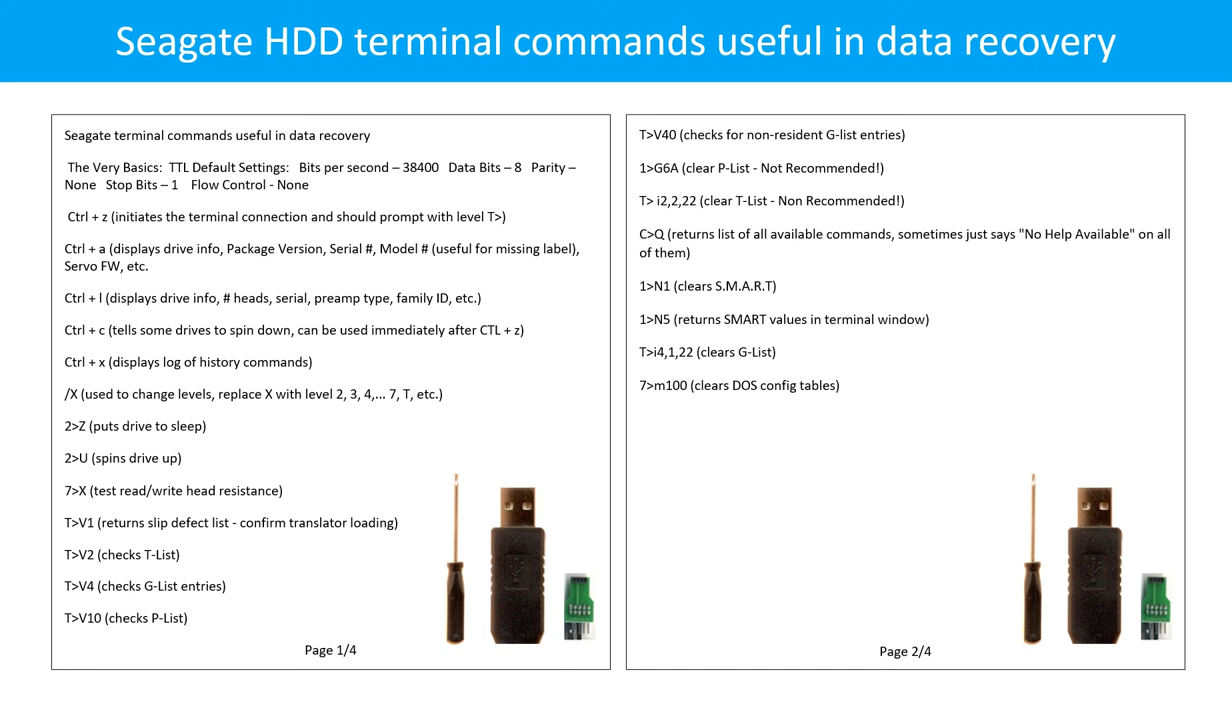 Seagate HDD terminal commands useful in data recovery
Seagate terminal commands useful in data recovery
The Very Basics:  TTL Default Settings:   Bits per second – 38400   Data Bits – 8   Parity –
None   Stop Bits – 1    Flow Control - None
Ctrl + z (initiates the terminal connection and should prompt with level T>)
Ctrl + a (displays drive info, Package Version, Serial #, Model # (useful for missing label),
Servo FW, etc.
Ctrl + l (displays drive info, # heads, serial, preamp type, family ID, etc.)
Ctrl + c (tells some drives to spin down, can be used immediately after CTL + z)
Ctrl + x (displays log of history commands)
/X (used to change levels, replace X with level 2, 3, 4,... 7, T, etc.)
2>Z (puts drive to sleep)
2>U (spins drive up)
7>X (test read/write head resistance)
T>V1 (returns slip defect list - confirm translator loading)
T>V2 (checks T-List)
T>V4 (checks G-List entries)
T>V10 (checks P-List)
Page 1/4
T>V40 (checks for non-resident G-list entries)
1>G6A (clear P-List - Not Recommended!)
T> i2,2,22 (clear T-List - Non Recommended!)
C>Q (returns list of all available commands, sometimes just says "No Help Available" on all
of them)
1>N1 (clears S.M.A.R.T)
1>N5 (returns SMART values in terminal window)
T>i4,1,22 (clears G-List)
7>m100 (clears DOS config tables)
Page 2/4